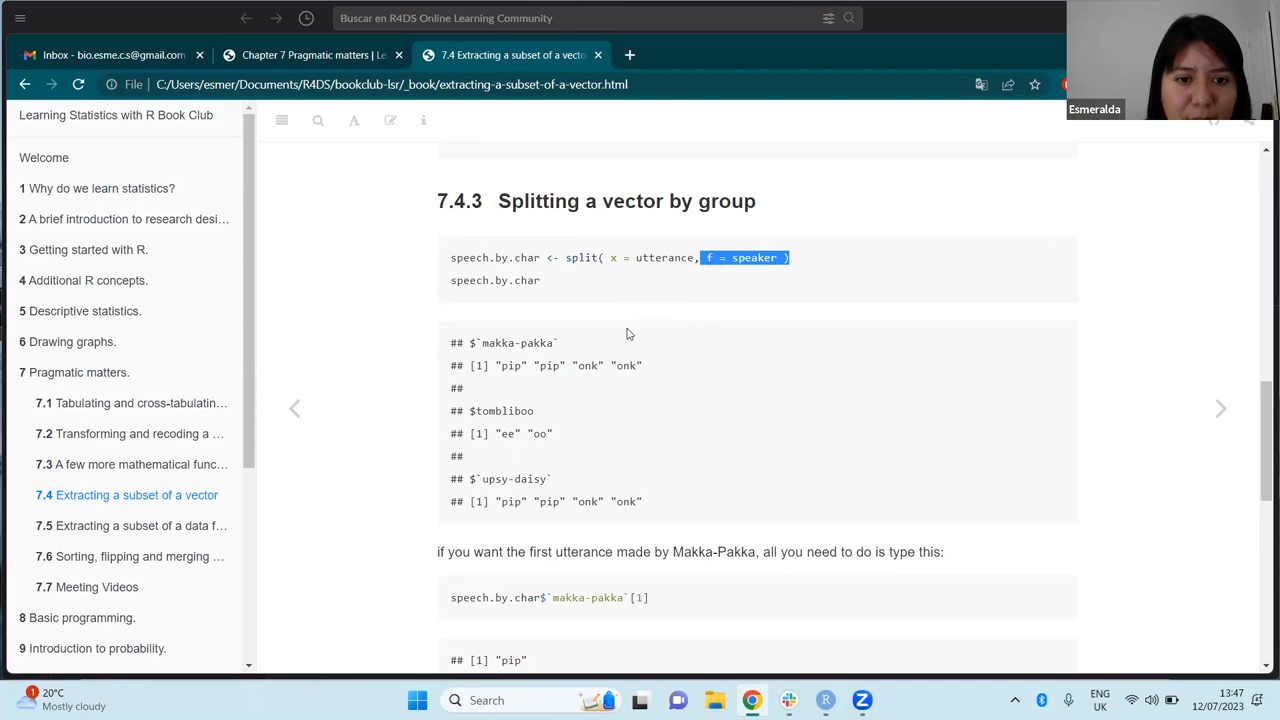 Buscar en R4DS Online Learning Community
Inbox - bio.esme.c.s@gmail.com
Chapter 7 Pragmatic matters | Le
7.4 Extracting a subset of a vecto
File
C:/Users/esmer/Documents/R4DS/bookclub-lsr/_book/extracting-a-subset-of-a-vector.html
Esmeralda
Learning Statistics with R Book Club
Welcome
1 Why do we learn statistics?
2 A brief introduction to research desi...
3 Getting started with R.
4 Additional R concepts.
5 Descriptive statistics.
6 Drawing graphs.
7 Pragmatic matters.
7.1 Tabulating and cross-tabulatin...
7.2 Transforming and recoding a ...
7.3 A few more mathematical func...
7.4 Extracting a subset of a vector
7.5 Extracting a subset of a data f...
7.6 Sorting, flipping and merging ...
7.7 Meeting Videos
8 Basic programming.
9 Introduction to probability.
7.4.3 Splitting a vector by group
speech.by.char <- split( x = utterance, f = speaker )
speech.by.char
## $`makka-pakka`
## [1] "pip" "pip" "onk" "onk"
##
## $tombliboo
## [1] "ee" "oo"
##
## $`upsy-daisy`
## [1] "pip" "pip" "onk" "onk"
if you want the first utterance made by Makka-Pakka, all you need to do is type this:
speech.by.char$`makka-pakka`[1]
## [1] "pip"
1
20°C
Mostly cloudy
Search
ENG
UK
13:47
12/07/2023